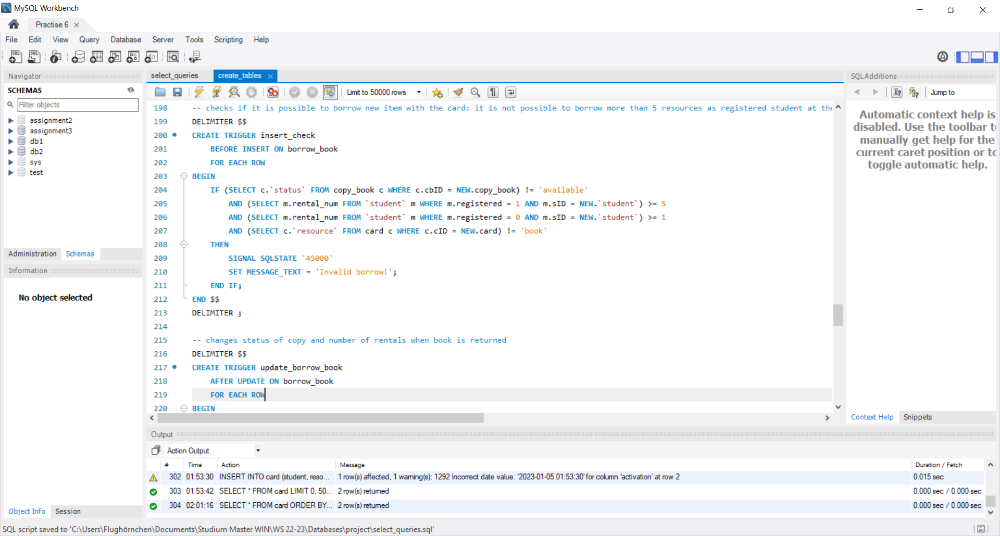 MySQL Workbench
Practise 6
File Edit View Query Database Server Tools Scripting Help
Navigator
SCHEMAS
Filter objects
assignment2
assignment3
db1
db2
sys
test
Administration Schemas
Information
No object selected
Object Info Session
select_queries create_tables
Limit to 50000 rows
198 -- checks if it is possible to borrow new item with the card: it is not possible to borrow more than 5 resources as registered student at the
199 DELIMITER $$
200 CREATE TRIGGER insert_check
201 BEFORE INSERT ON borrow_book
202 FOR EACH ROW
203 BEGIN
204 IF (SELECT c.`status` FROM copy_book c WHERE c.cbID = NEW.copy_book) != 'available'
205 AND (SELECT m.rental_num FROM `student` m WHERE m.registered = 1 AND m.sID = NEW.`student`) >= 5
206 AND (SELECT m.rental_num FROM `student` m WHERE m.registered = 0 AND m.sID = NEW.`student`) >= 1
207 AND (SELECT c.`resource` FROM card c WHERE c.cID = NEW.card) != 'book'
208 THEN
209 SIGNAL SQLSTATE '45000'
210 SET MESSAGE_TEXT = 'Invalid borrow!';
211 END IF;
212 END $$
213 DELIMITER ;
214
215 -- changes status of copy and number of rentals when book is returned
216 DELIMITER $$
217 CREATE TRIGGER update_borrow_book
218 AFTER UPDATE ON borrow_book
219 FOR EACH ROW
220 BEGIN
SQLAdditions
Jump to
Automatic context help is
disabled. Use the toolbar t
manually get help for the
current caret position or to
toggle automatic help.
Context Help Snippets
Output
Action Output
# Time Action Message Duration / Fetch
302 01:53:30 INSERT INTO card (student, reso... 1 row(s) affected, 1 warning(s): 1292 Incorrect date value: '2023-01-05 01:53:30' for column 'activation' at row 2 0.015 sec
303 01:53:42 SELECT * FROM card LIMIT 0, 50... 2 row(s) returned 0.000 sec / 0.000 sec
304 02:01:16 SELECT * FROM card ORDER BY... 2 row(s) returned 0.000 sec / 0.000 sec
SQL script saved to 'C:\Users\Flughörnchen\Documents\Studium Master WIN\WS 22-23\Databases\project\select_queries.sql'